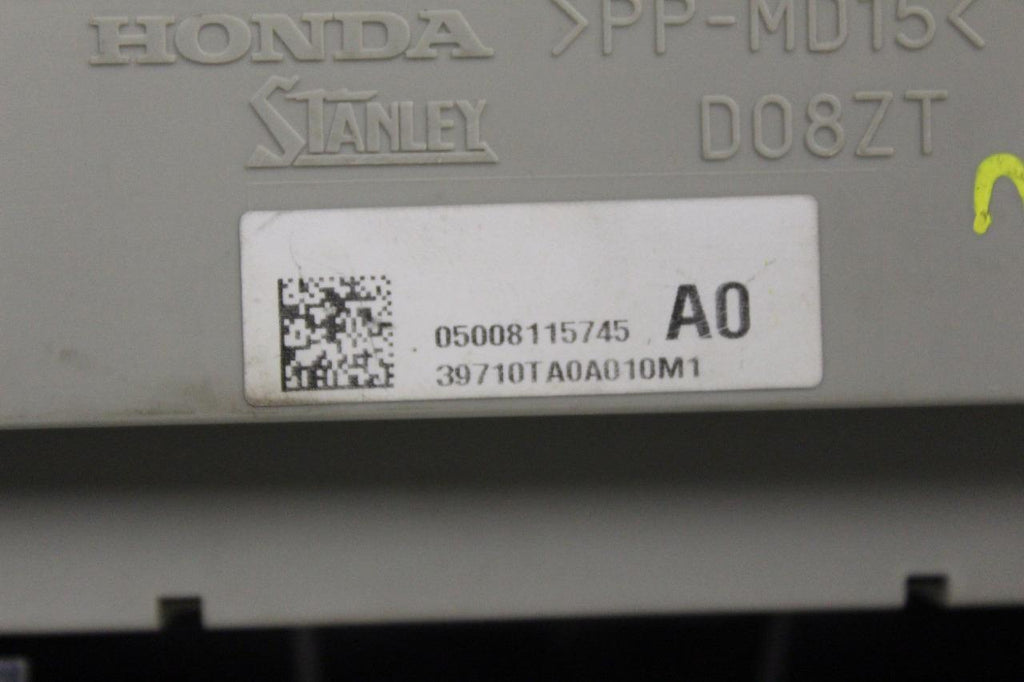 HONDA
>PP-MD15<
STANLEY
D08ZT
05008115745 A0
39710TA0A010M1